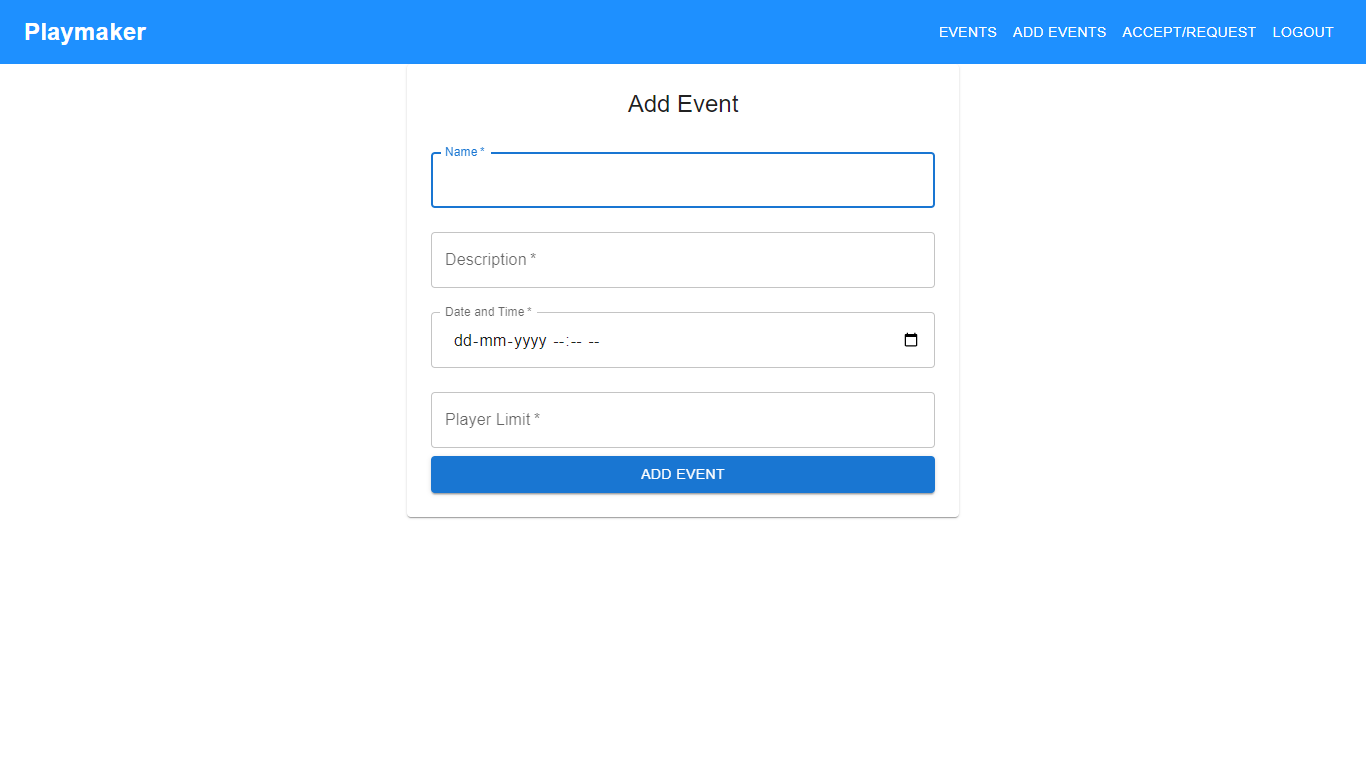 Playmaker
EVENTS ADD EVENTS ACCEPT/REQUEST LOGOUT
Add Event
Name *
Description *
Date and Time *
dd-mm-yyyy --:-- --
Player Limit *
ADD EVENT